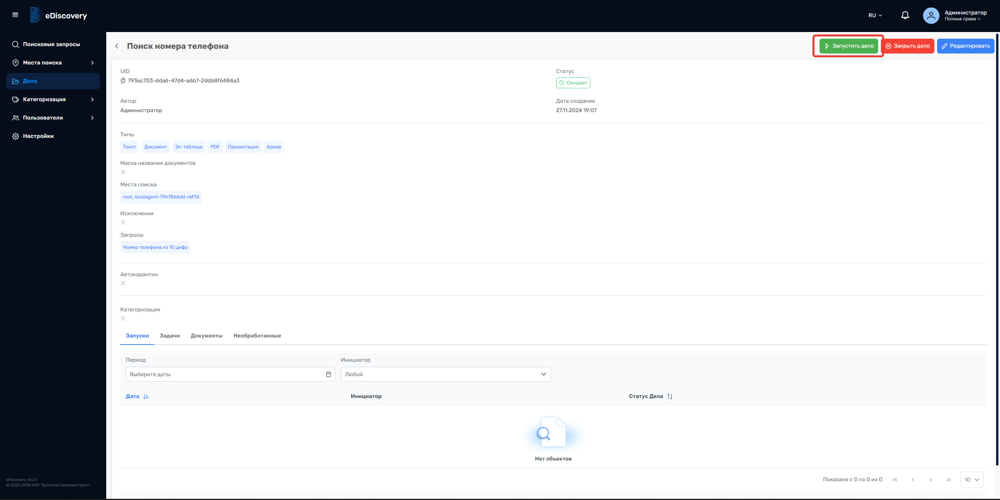 eDiscovery
RU
Администратор
Полные права
Поисковые запросы
Места поиска
Дела
Категоризация
Пользователи
Настройки
Поиск номера телефона
Запустить дело
Закрыть дело
Редактировать
UID
793ec703-6da6-47d4-a6b7-2dd68f6484a3
Статус
Ожидает
Автор
Администратор
Дата создания
27.11.2024 19:07
Типы
Текст Документ Эл. таблица PDF Презентация Архив
Маска названия документов
Места поиска
root, localagent-79b7866dd-rbf7d
Исключения
Запросы
Номер телефона из 10 цифр
Автокарантин
Категоризация
Запуски Задачи Документы Необработанные
Период
Выберите даты
Инициатор
Любой
Дата Инициатор Статус Дела
Нет объектов
Показано с 0 по 0 из 0
10
eDiscovery v0.2.1
© 2022-2024 ООО "Кросстех Солюшнс Групп"